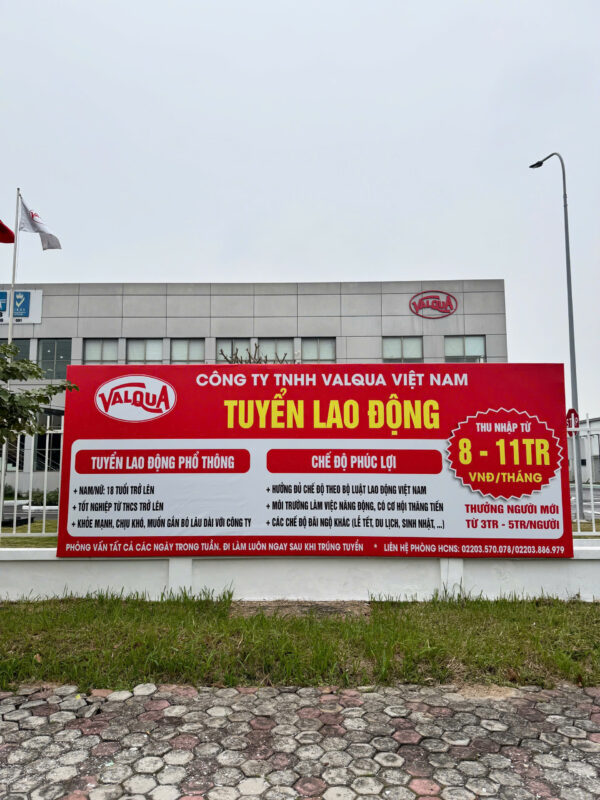 VALQUA
VALQUA
CÔNG TY TNHH VALQUA VIỆT NAM
TUYỂN LAO ĐỘNG
THU NHẬP TỪ
8 - 11TR
VNĐ/THÁNG
THƯỞNG NGƯỜI MỚI
TỪ 3TR - 5TR/NGƯỜI
TUYỂN LAO ĐỘNG PHỔ THÔNG
+ NAM/NỮ: 18 TUỔI TRỞ LÊN
+ TỐT NGHIỆP TỪ THCS TRỞ LÊN
+ KHỎE MẠNH, CHỊU KHÓ, MUỐN GẮN BÓ LÂU DÀI VỚI CÔNG TY
CHẾ ĐỘ PHÚC LỢI
+ HƯỞNG ĐỦ CHẾ ĐỘ THEO BỘ LUẬT LAO ĐỘNG VIỆT NAM
+ MÔI TRƯỜNG LÀM VIỆC NĂNG ĐỘNG, CÓ CƠ HỘI THĂNG TIẾN
+ CÁC CHẾ ĐỘ ĐÃI NGỘ KHÁC (LỄ TẾT, DU LỊCH, SINH NHẬT, ...)
PHỎNG VẤN TẤT CẢ CÁC NGÀY TRONG TUẦN. ĐI LÀM LUÔN NGAY SAU KHI TRÚNG TUYỂN * LIÊN HỆ PHÒNG HCNS: 02203.570.078/02203.886.979